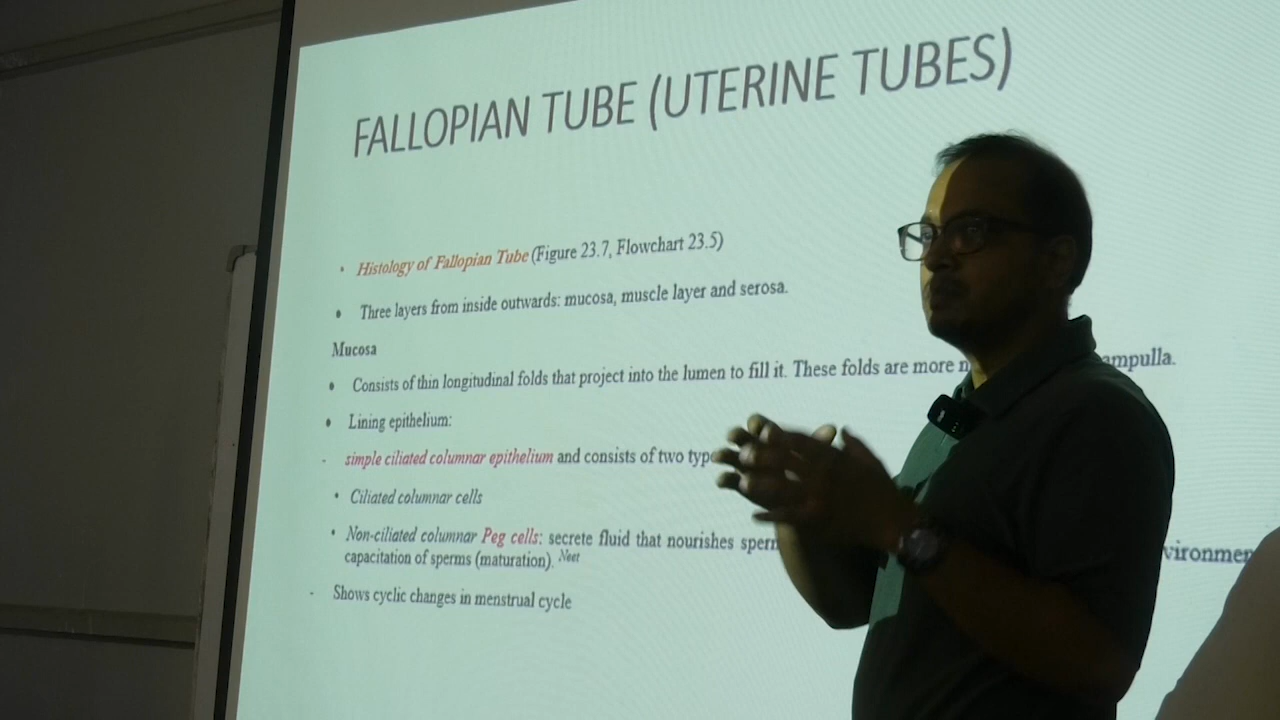 FALLOPIAN TUBE (UTERINE TUBES)
• Histology of Fallopian Tube (Figure 23.7, Flowchart 23.5)
• Three layers from inside outwards: mucosa, muscle layer and serosa.
Mucosa
• Consists of thin longitudinal folds that project into the lumen to fill it. These folds are more ampulla.
• Lining epithelium:
- simple ciliated columnar epithelium and consists of two
• Ciliated columnar cells
• Non-ciliated columnar Peg cells: secrete fluid that nourishes
capacitation of sperms (maturation). Neet
- Shows cyclic changes in menstrual cycle